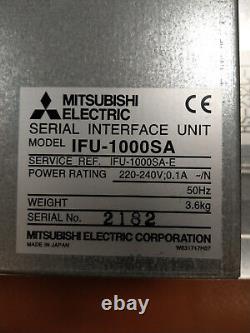 MITSUBISHI
ELECTRIC
CE
SERIAL INTERFACE UNIT
MODEL IFU-1000SA
SERVICE REF. IFU-1000SA-E
POWER RATING 220-240V;0.1A ~/N
50Hz
WEIGHT 3.6kg
SERIAL No. 2182
MITSUBISHI ELECTRIC CORPORATION
MADE IN JAPAN W831747H07